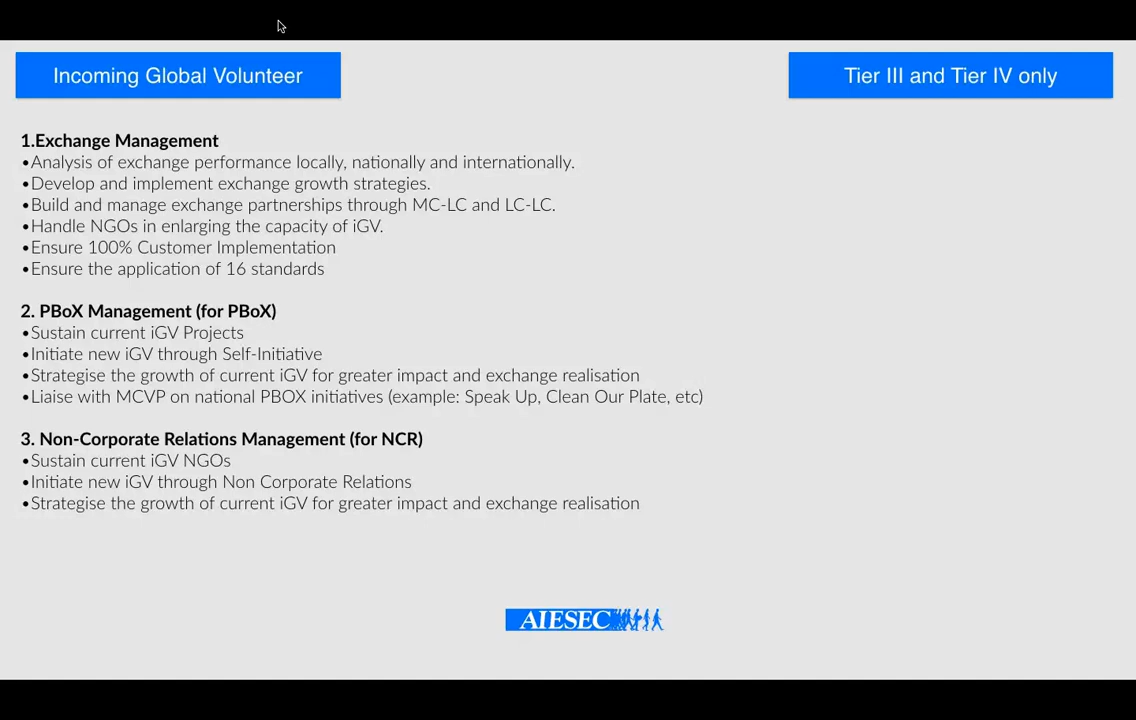 Incoming Global Volunteer
Tier III and Tier IV only
1.Exchange Management
•Analysis of exchange performance locally, nationally and internationally.
•Develop and implement exchange growth strategies.
•Build and manage exchange partnerships through MC-LC and LC-LC.
•Handle NGOs in enlarging the capacity of iGV.
•Ensure 100% Customer Implementation
•Ensure the application of 16 standards
2. PBoX Management (for PBoX)
•Sustain current iGV Projects
•Initiate new iGV through Self-Initiative
•Strategise the growth of current iGV for greater impact and exchange realisation
•Liaise with MCVP on national PBOX initiatives (example: Speak Up, Clean Our Plate, etc)
3. Non-Corporate Relations Management (for NCR)
•Sustain current iGV NGOs
•Initiate new iGV through Non Corporate Relations
•Strategise the growth of current iGV for greater impact and exchange realisation
AIESEC